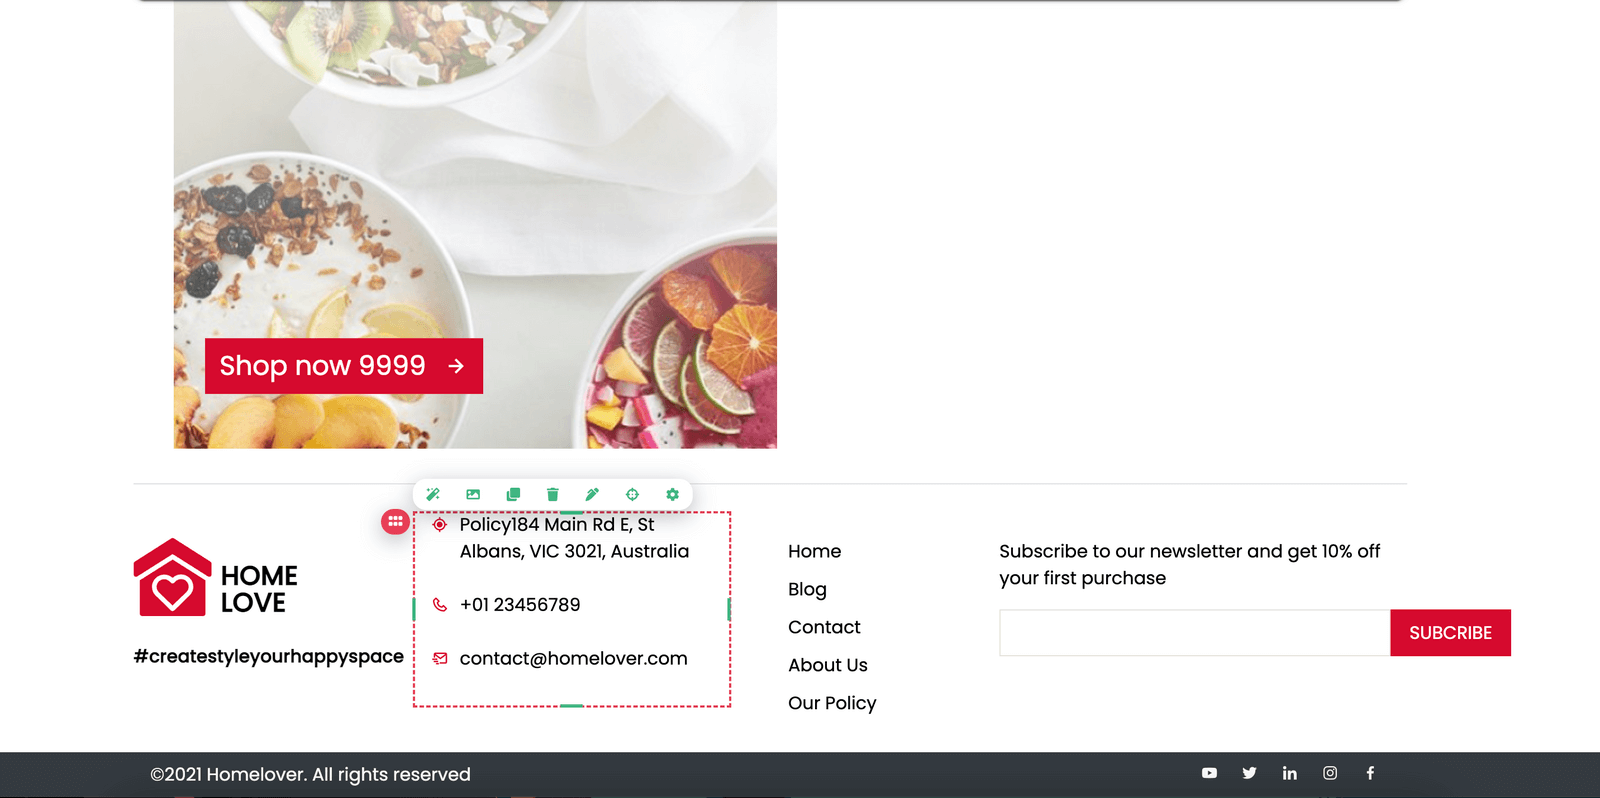 Shop now 9999
HOME
LOVE
#createstyleyourhappyspace
Policy184 Main Rd E, St
Albans, VIC 3021, Australia
+01 23456789
contact@homelover.com
Home
Blog
Contact
About Us
Our Policy
Subscribe to our newsletter and get 10% off
your first purchase
SUBCRIBE
©2021 Homelover. All rights reserved